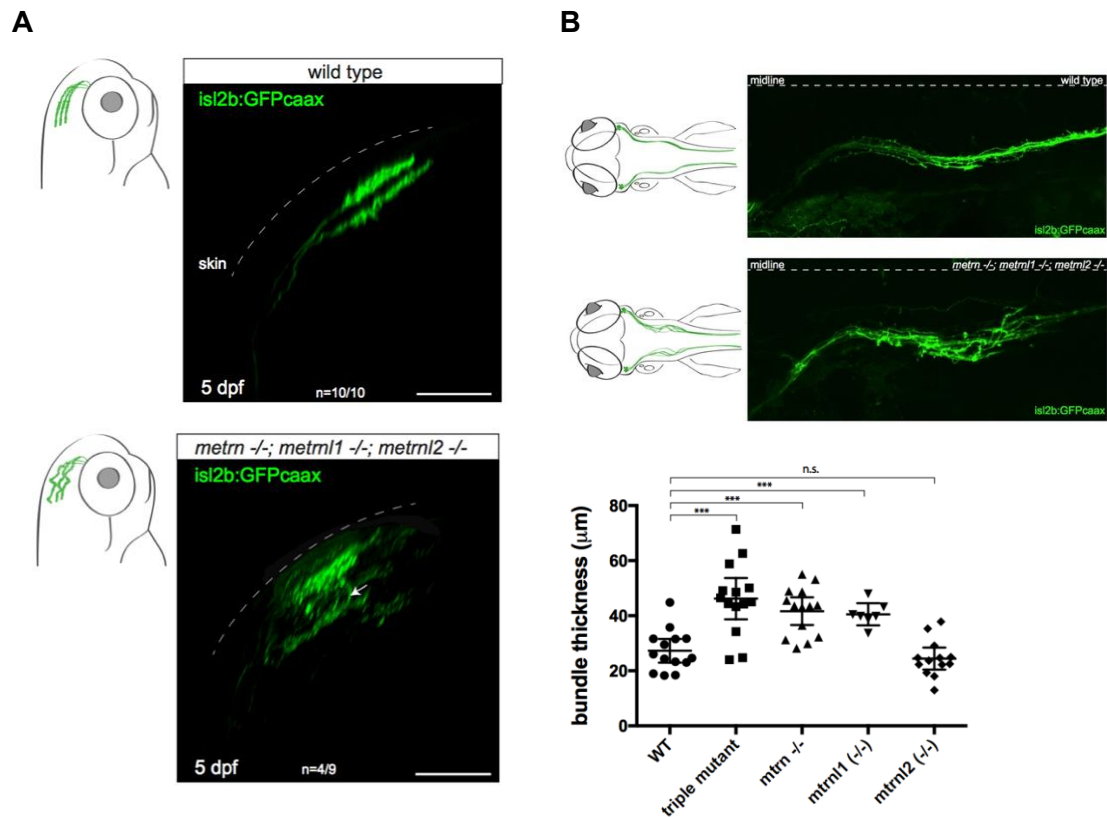 A
wild type
isl2b:GFPcaax
skin
5 dpf
n=10/10
metrn -/-; metrnl1 -/-; metrnl2 -/-
isl2b:GFPcaax
5 dpf
n=4/9
B
midline
wild type
isl2b:GFPcaax
midline
metrn -/-; metrnl1 -/-; metrnl2 -/-
isl2b:GFPcaax
n.s.
***
***
***
bundle thickness (μm)
80
60
40
20
0
WT
triple mutant
mtrn -/-
mtrnl1 (-/-)
mtrnl2 (-/-)